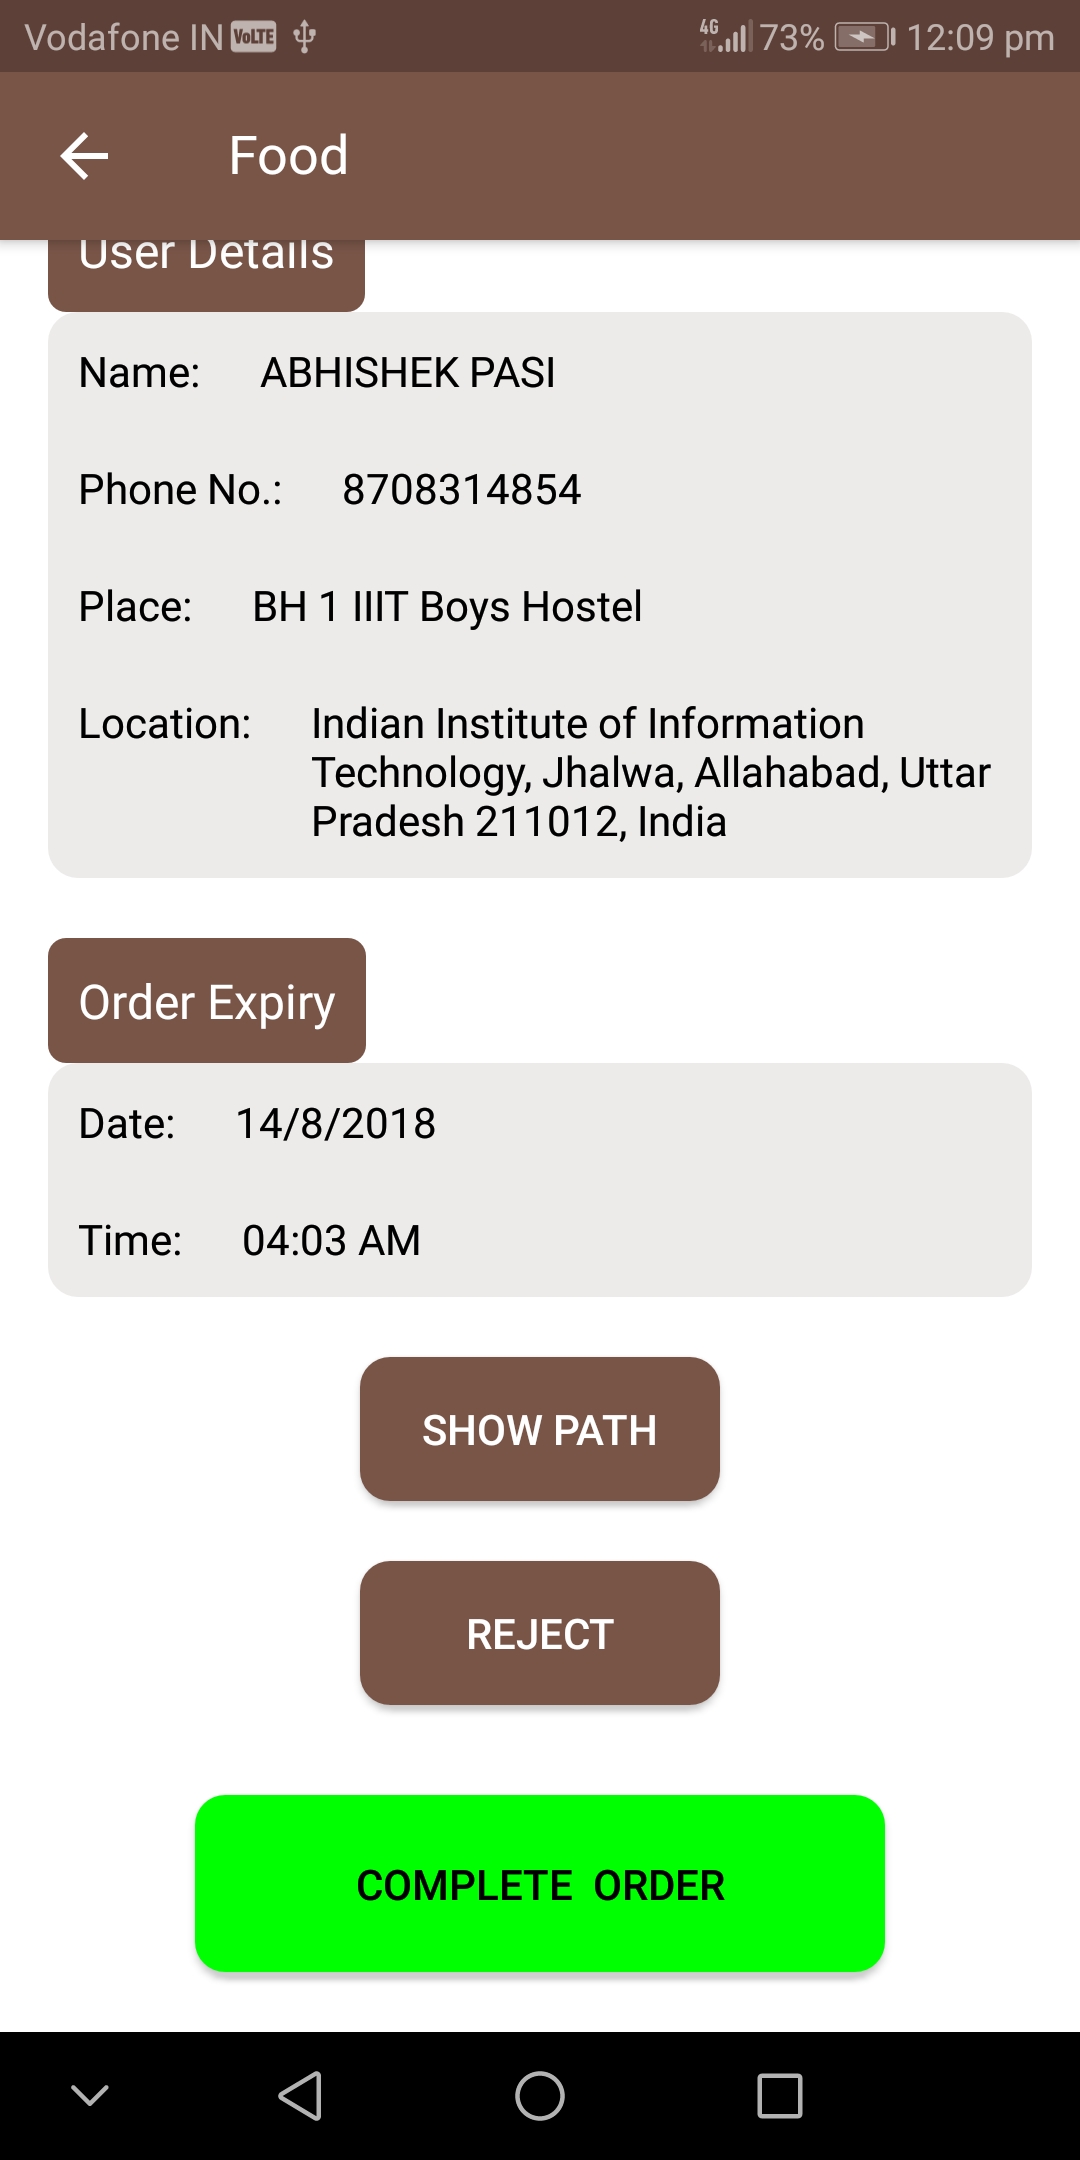 Vodafone IN VoLTE 4G 73% 12:09 pm
Food
User Details
Name: ABHISHEK PASI
Phone No.: 8708314854
Place: BH 1 IIIT Boys Hostel
Location: Indian Institute of Information
Technology, Jhalwa, Allahabad, Uttar
Pradesh 211012, India
Order Expiry
Date: 14/8/2018
Time: 04:03 AM
SHOW PATH
REJECT
COMPLETE ORDER